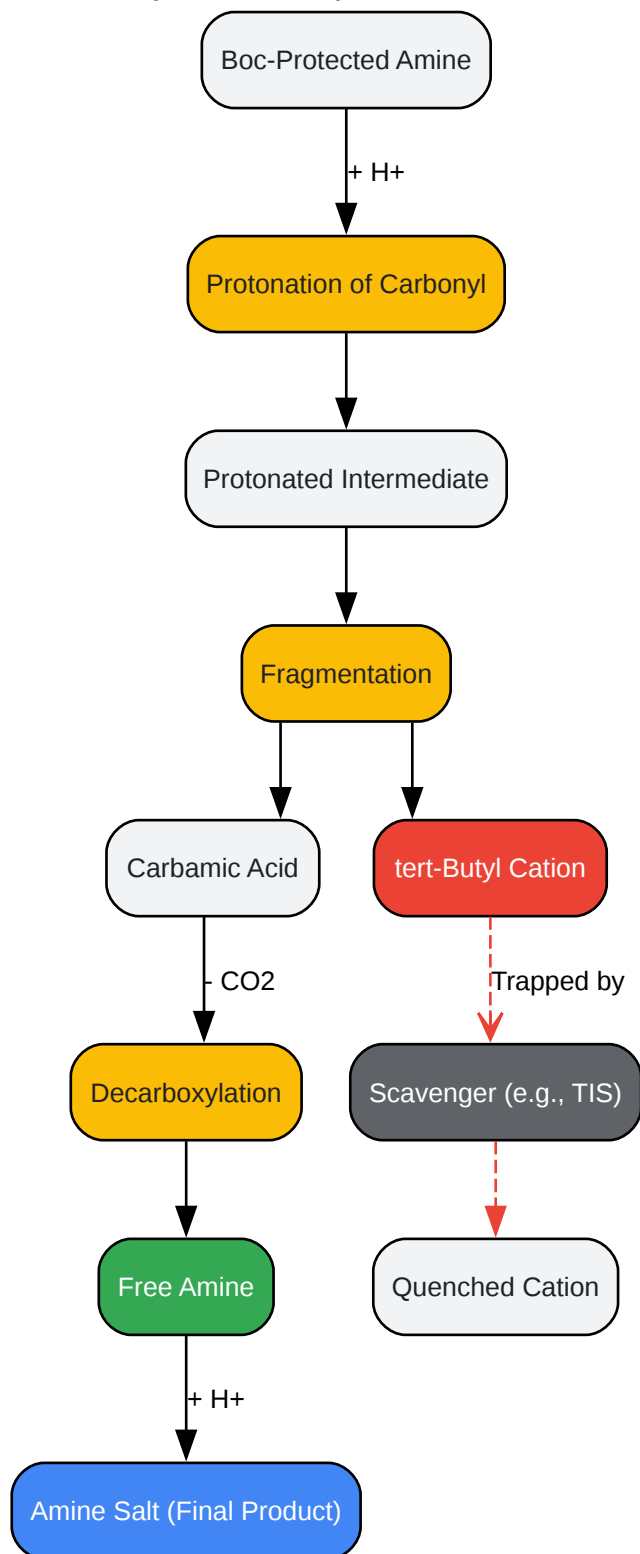 Boc-Protected Amine
+ H+
Protonation of Carbonyl
Protonated Intermediate
Fragmentation
Carbamic Acid
tert-Butyl Cation
- CO2
Trapped by
Decarboxylation
Scavenger (e.g., TIS)
Free Amine
Quenched Cation
+ H+
Amine Salt (Final Product)